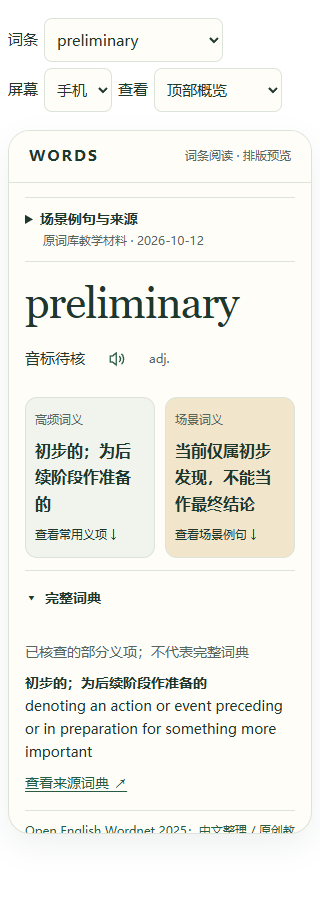 词条 preliminary
屏幕 手机 查看 顶部概览
WORDS 词条阅读 · 排版预览
▶ 场景例句与来源
原词库教学材料 · 2026-10-12
preliminary
音标待核 adj.
高频词义
初步的；为后
续阶段作准备
的
查看常用义项 ↓
场景词义
当前仅属初步
发现，不能当
作最终结论
查看场景例句 ↓
▼ 完整词典
已核查的部分义项；不代表完整词典
初步的；为后续阶段作准备的
denoting an action or event preceding
or in preparation for something more
important
查看来源词典 ↗
Open English Wordnet 2025；中文整理 / 原创教